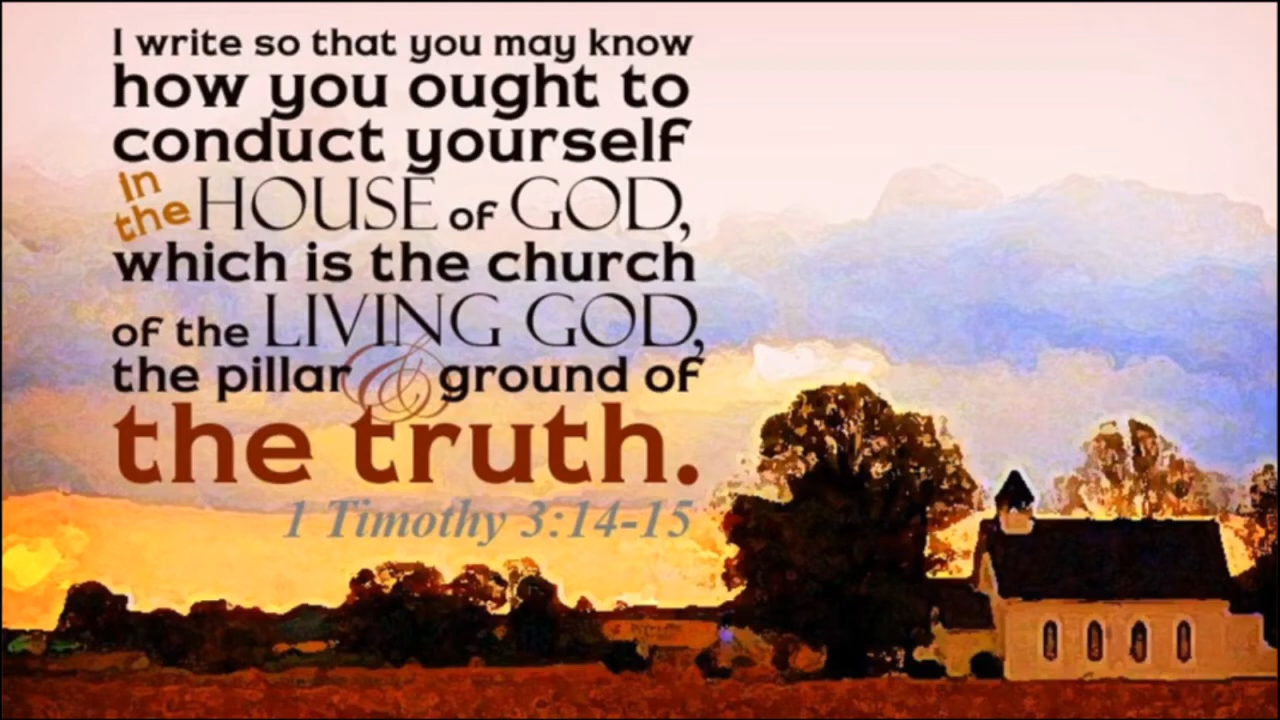 I write so that you may know
how you ought to
conduct yourself
in the HOUSE of GOD,
which is the church
of the LIVING GOD,
the pillar & ground of
the truth.
1 Timothy 3:14-15